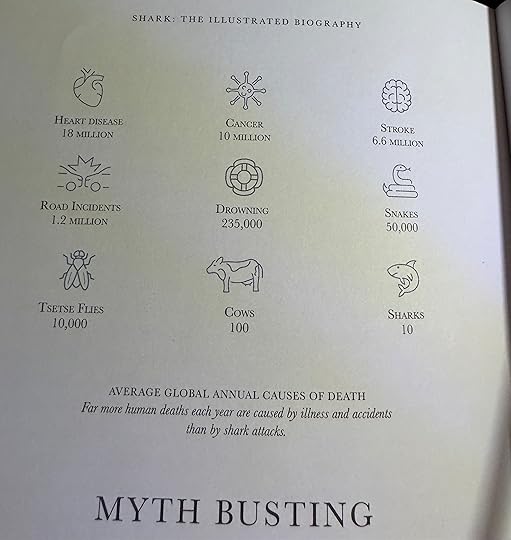 SHARK: THE ILLUSTRATED BIOGRAPHY
HEART DISEASE
18 MILLION
CANCER
10 MILLION
STROKE
6.6 MILLION
ROAD INCIDENTS
1.2 MILLION
DROWNING
235,000
SNAKES
50,000
TSETSE FLIES
10,000
COWS
100
SHARKS
10
AVERAGE GLOBAL ANNUAL CAUSES OF DEATH
Far more human deaths each year are caused by illness and accidents
than by shark attacks.
MYTH BUSTING